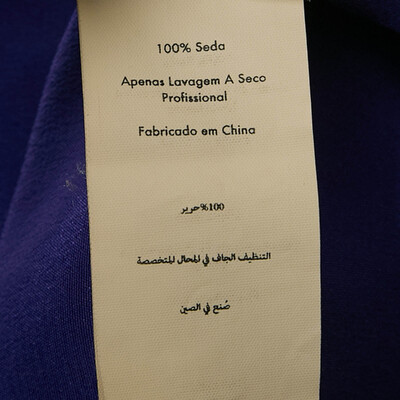 100% Seda
Apenas Lavagem A Seco
Profissional
Fabricado em China
100%حرير
التنظيف الجاف في المحال المتخصصة
صُنع في الصين